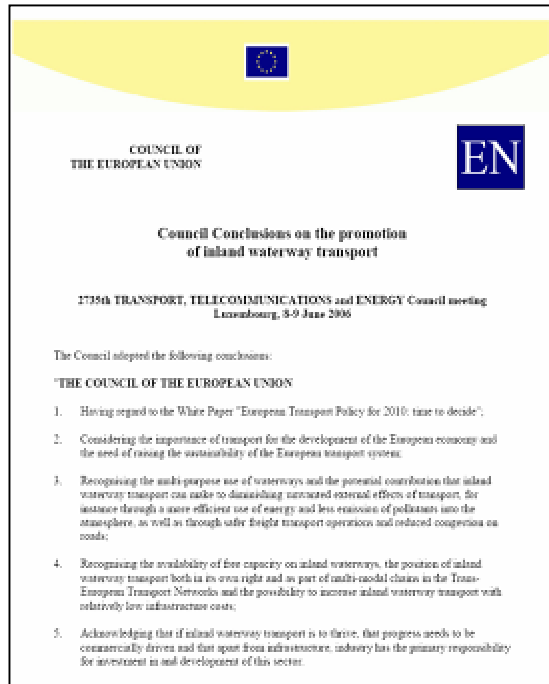 COUNCIL OF
THE EUROPEAN UNION
EN
Council Conclusions on the promotion
of inland waterway transport
2735th TRANSPORT, TELECOMMUNICATIONS and ENERGY Council meeting
Luxembourg, 8-9 June 2006
The Council adopted the following conclusions:
"THE COUNCIL OF THE EUROPEAN UNION
1. Having regard to the White Paper "European Transport Policy for 2010: time to decide";
2. Considering the importance of transport for the development of the European economy and
the need of raising the sustainability of the European transport system;
3. Recognising the multi-purpose use of waterways and the potential contribution that inland
waterway transport can make to diminishing unwanted external effects of transport, for
instance through a more efficient use of energy and less emission of pollutants into the
atmosphere, as well as through safer freight transport operations and reduced congestion on
roads;
4. Recognising the availability of free capacity on inland waterways, the position of inland
waterway transport both in its own right and as part of multi-modal chains in the Trans-
European Transport Networks and the possibility to increase inland waterway transport with
relatively low infrastructure costs;
5. Acknowledging that if inland waterway transport is to thrive, that progress needs to be
commercially driven and that apart from infrastructure, industry has the primary responsibility
for investment in and development of this sector.